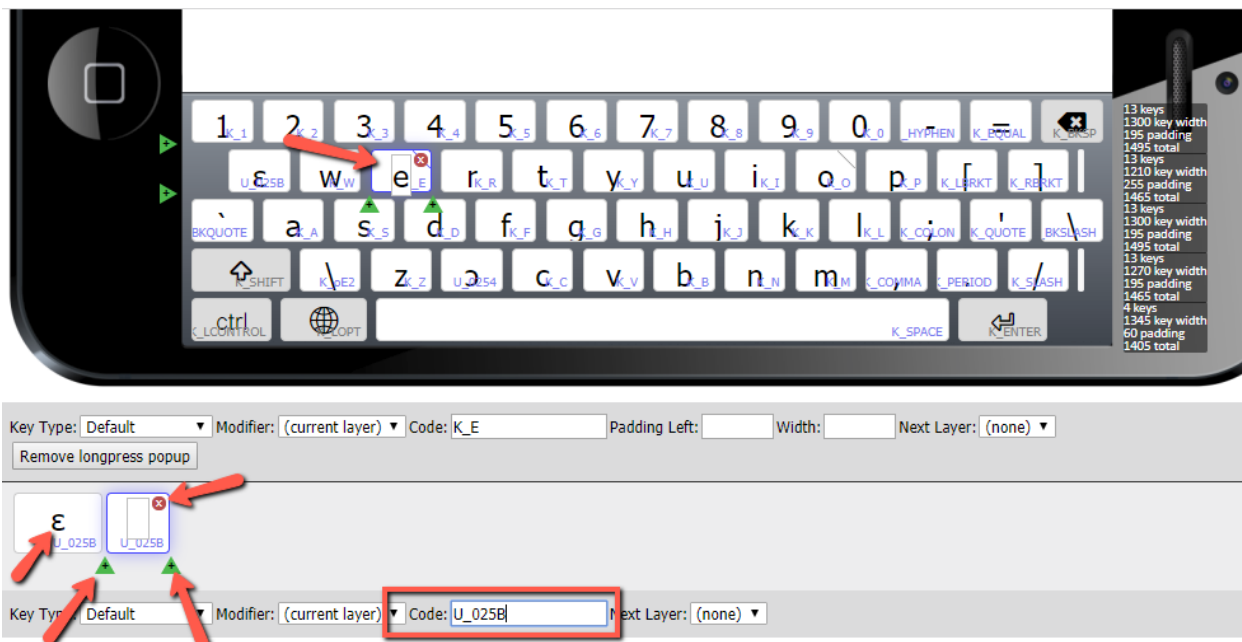 1 K_1 2 K_2 3 K_3 4 K_4 5 K_5 6 K_6 7 K_7 8 K_8 9 K_9 0 K_0 - _HYPHEN = K_EQUAL K_BKSP
ɛ U_025B w K_W e _E r K_R t K_T y K_Y u K_U i K_I o K_O p K_P [ K_LBRKT ] K_RBRKT
` BKQUOTE a K_A s K_S d K_D f K_F g K_G h K_H j K_J k K_K l K_L ; K_COLON ' K_QUOTE \ BKSLASH
K_SHIFT \ K_oE2 z K_Z ɔ U_0254 c K_C v K_V b K_B n K_N m K_M , K_COMMA . K_PERIOD / K_SLASH
ctrl K_LCONTROL K_LOPT K_SPACE K_ENTER
13 keys
1300 key width
195 padding
1495 total
13 keys
1210 key width
255 padding
1465 total
13 keys
1300 key width
195 padding
1495 total
13 keys
1270 key width
195 padding
1465 total
4 keys
1345 key width
60 padding
1405 total
Key Type: Default Modifier: (current layer) Code: K_E Padding Left: Width: Next Layer: (none)
Remove longpress popup
ɛ
U_025B U_025B
Key Type: Default Modifier: (current layer) Code: U_025B Next Layer: (none)